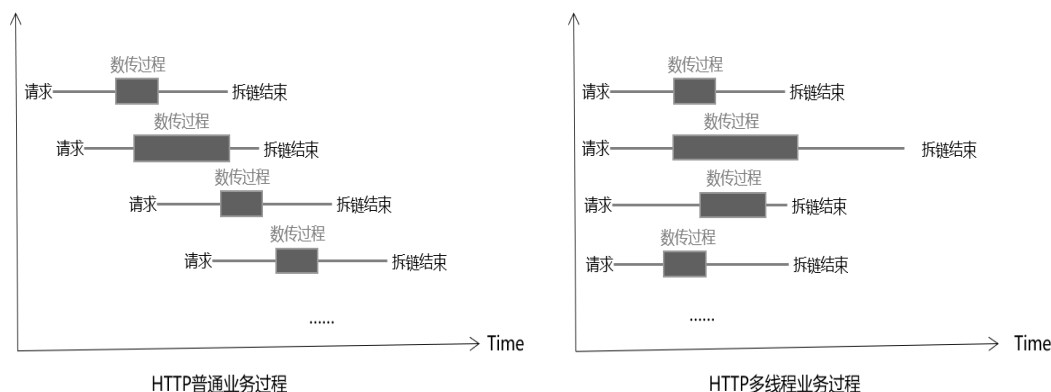 数传过程
请求
拆链结束
数传过程
请求
拆链结束
数传过程
请求
拆链结束
数传过程
请求
拆链结束
......
Time
HTTP普通业务过程
数传过程
请求
拆链结束
数传过程
请求
拆链结束
数传过程
请求
拆链结束
数传过程
请求
拆链结束
......
Time
HTTP多线程业务过程